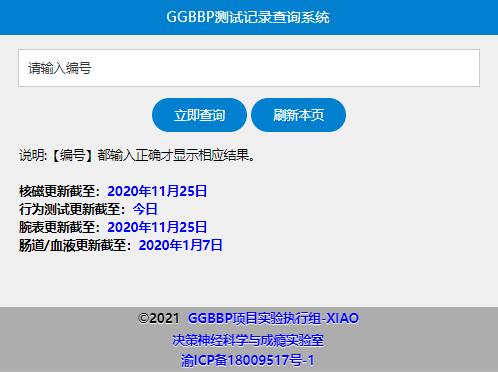 GGBBP测试记录查询系统
请输入编号
立即查询 刷新本页
说明:【编号】都输入正确才显示相应结果。
核磁更新截至：2020年11月25日
行为测试更新截至：今日
腕表更新截至：2020年11月25日
肠道/血液更新截至：2020年1月7日
©2021 GGBBP项目实验执行组-XIAO
决策神经科学与成瘾实验室
渝ICP备18009517号-1